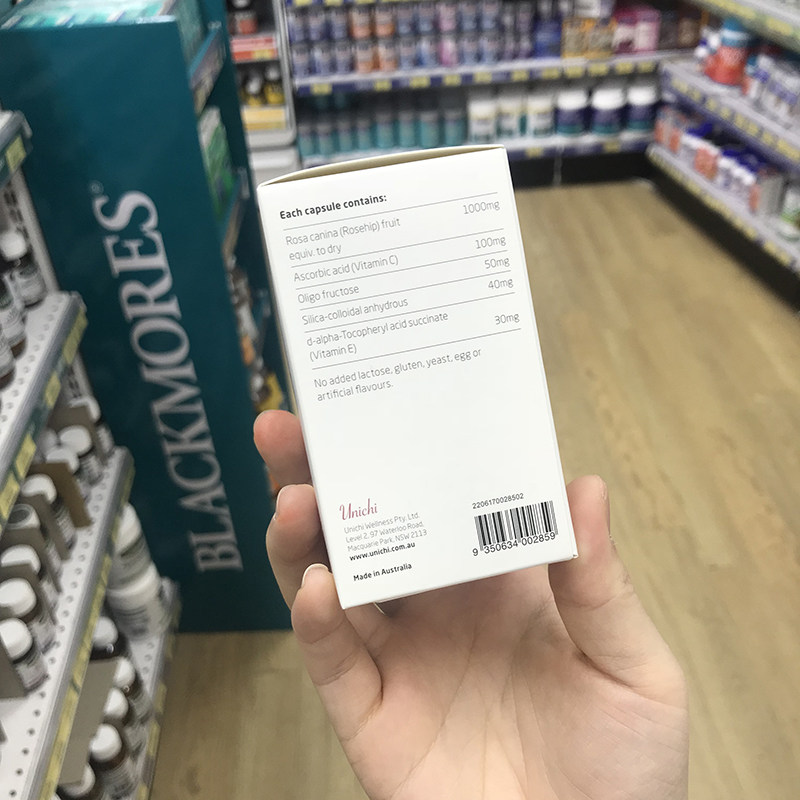 BLACKMORES®
Each capsule contains:
Rosa canina (Rosehip) fruit 1000mg
equiv. to dry
Ascorbic acid (Vitamin C) 100mg
Oligo fructose 50mg
Silica-colloidal anhydrous 40mg
d-alpha-Tocopheryl acid succinate 30mg
(Vitamin E)
No added lactose, gluten, yeast, egg or
artificial flavours.
Unichi
Unichi Wellness Pty. Ltd.
Level 2, 97 Waterloo Road,
Macquarie Park, NSW 2113
www.unichi.com.au
Made in Australia
2206170028502
9 350634 002859